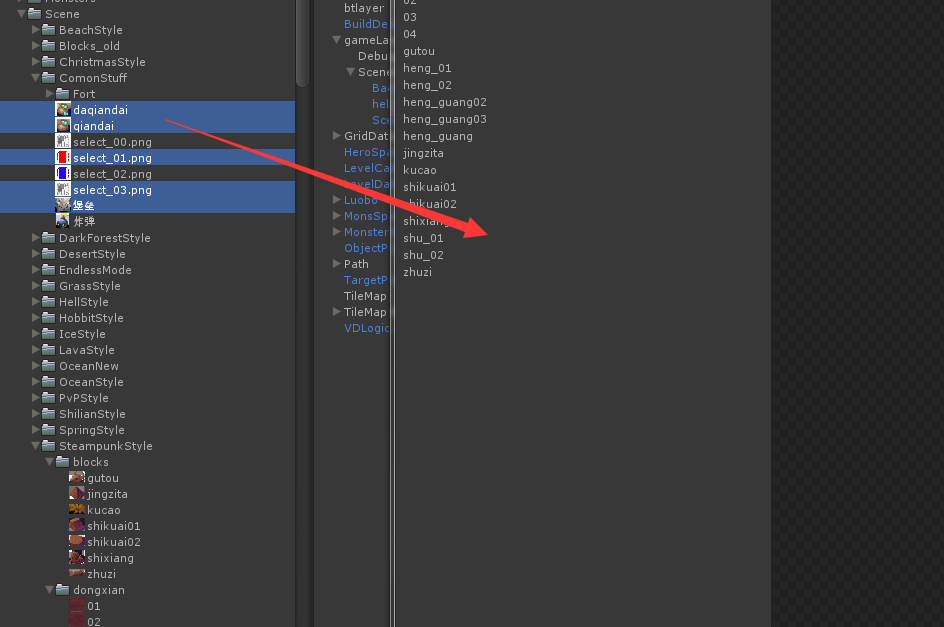 Scene
BeachStyle
Blocks_old
ChristmasStyle
ComonStuff
Fort
daqiandai
qiandai
select_00.png
select_01.png
select_02.png
select_03.png
堡垒
炸弹
DarkForestStyle
DesertStyle
EndlessMode
GrassStyle
HellStyle
HobbitStyle
IceStyle
LavaStyle
OceanNew
OceanStyle
PvPStyle
ShilianStyle
SpringStyle
SteampunkStyle
blocks
gutou
jingzita
kucao
shikuai01
shikuai02
shixiang
zhuzi
dongxian
01
02
btlayer
BuildDe
gameLa
Debu
Scene
Bac
hel
Sce
GridDat
HeroSpa
LevelCa
LevelDa
Luobo
MonsSp
Monster
ObjectP
Path
TargetP
TileMap
TileMap
VDLogic
02
03
04
gutou
heng_01
heng_02
heng_guang02
heng_guang03
heng_guang
jingzita
kucao
shikuai01
shikuai02
shixiang
shu_01
shu_02
zhuzi